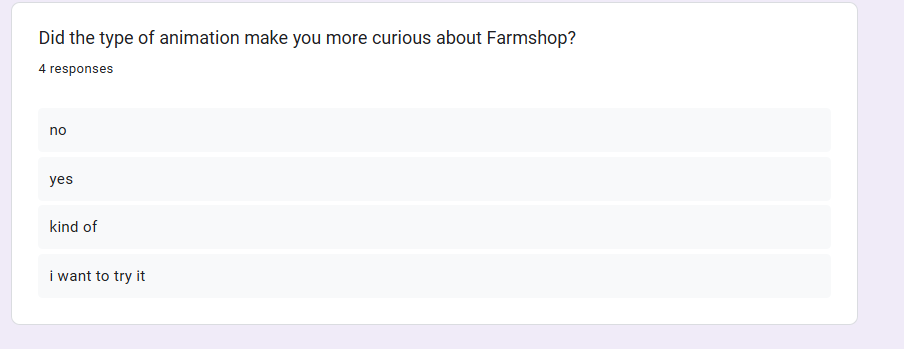 Did the type of animation make you more curious about Farmshop?
4 responses
no
yes
kind of
i want to try it